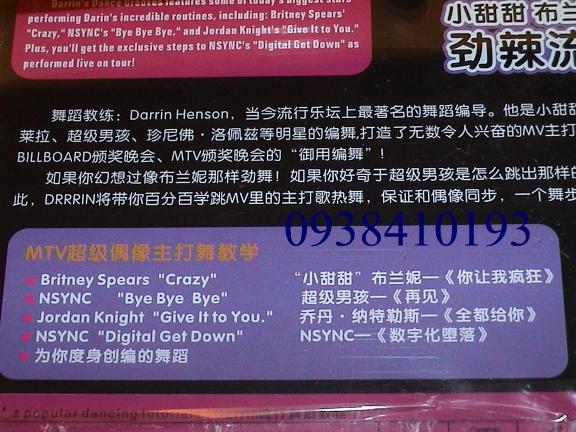 Darin's Dance Grooves features some of today's biggest stars
performing Darin's incredible routines, including: Britney Spears'
"Crazy," NSYNC's "Bye Bye Bye," and Jordan Knight's "Give It to You."
Plus, you'll get the exclusive steps to NSYNC's "Digital Get Down" as
performed live on tour!
小甜甜 布兰
劲辣流
舞蹈教练：Darrin Henson，当今流行乐坛上最著名的舞蹈编导。他是小甜甜
莱拉、超级男孩、珍尼佛·洛佩兹等明星的编舞,打造了无数令人兴奋的MV主打
BILLBOARD颁奖晚会、MTV颁奖晚会的“御用编舞”！
如果你幻想过像布兰妮那样劲舞！如果你好奇于超级男孩是怎么跳出那样的
此，DRRRIN将带你百分百学跳MV里的主打歌热舞，保证和偶像同步，一个舞步
0938410193
MTV超级偶像主打舞教学
Britney Spears "Crazy" “小甜甜”布兰妮—《你让我疯狂》
NSYNC "Bye Bye Bye" 超级男孩—《再见》
Jordan Knight "Give It to You." 乔丹·纳特勒斯—《全都给你》
NSYNC "Digital Get Down" NSYNC—《数字化堕落》
为你度身创编的舞蹈
's popular dancing